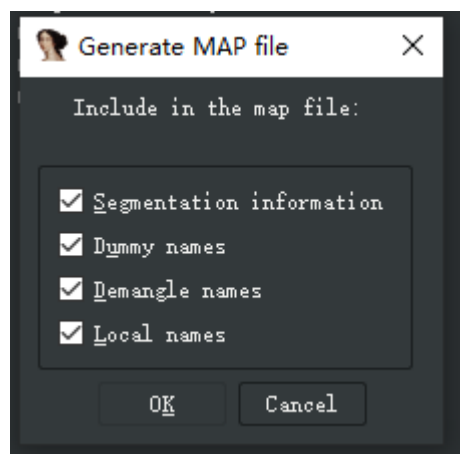 Generate MAP file
Include in the map file:
Segmentation information
Dummy names
Demangle names
Local names
OK
Cancel